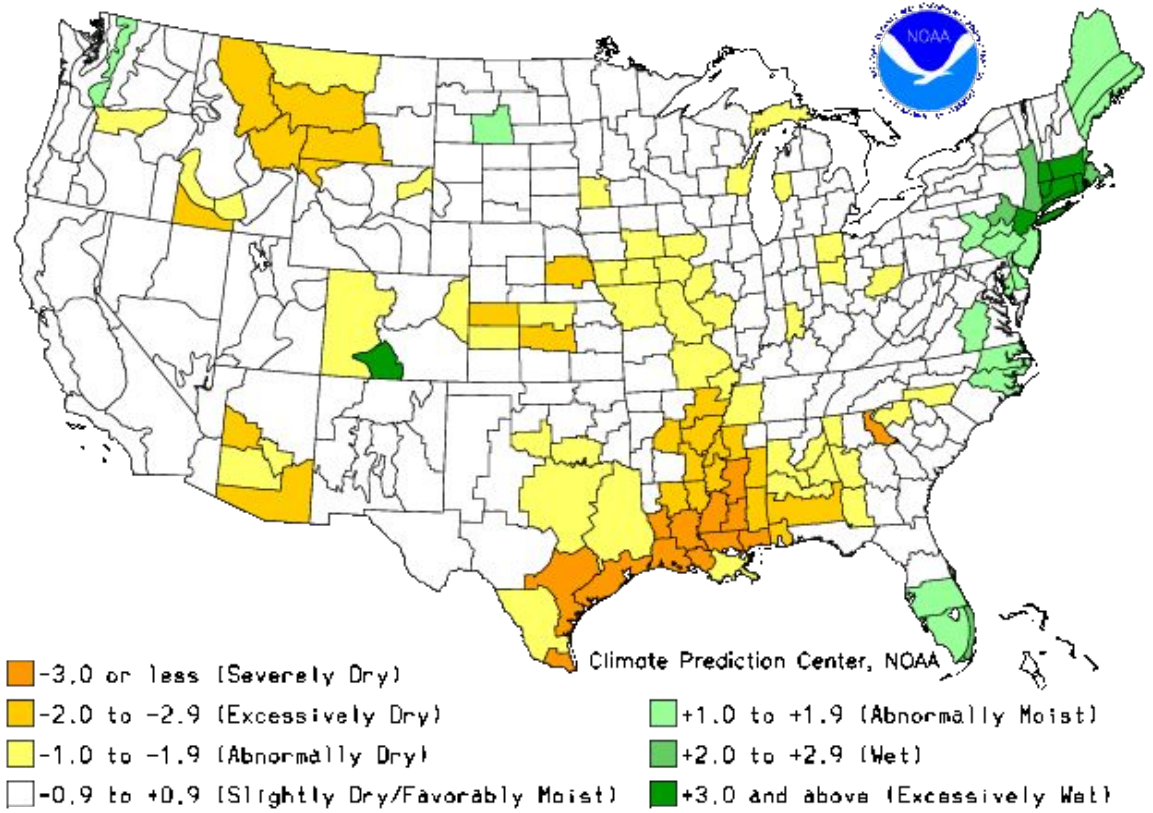 NOAA
Climate Prediction Center, NOAA
-3.0 or less (Severely Dry)
-2.0 to -2.9 (Excessively Dry)
-1.0 to -1.9 (Abnormally Dry)
-0.9 to +0.9 (Slightly Dry/Favorably Moist)
+1.0 to +1.9 (Abnormally Moist)
+2.0 to +2.9 (Wet)
+3.0 and above (Excessively Wet)